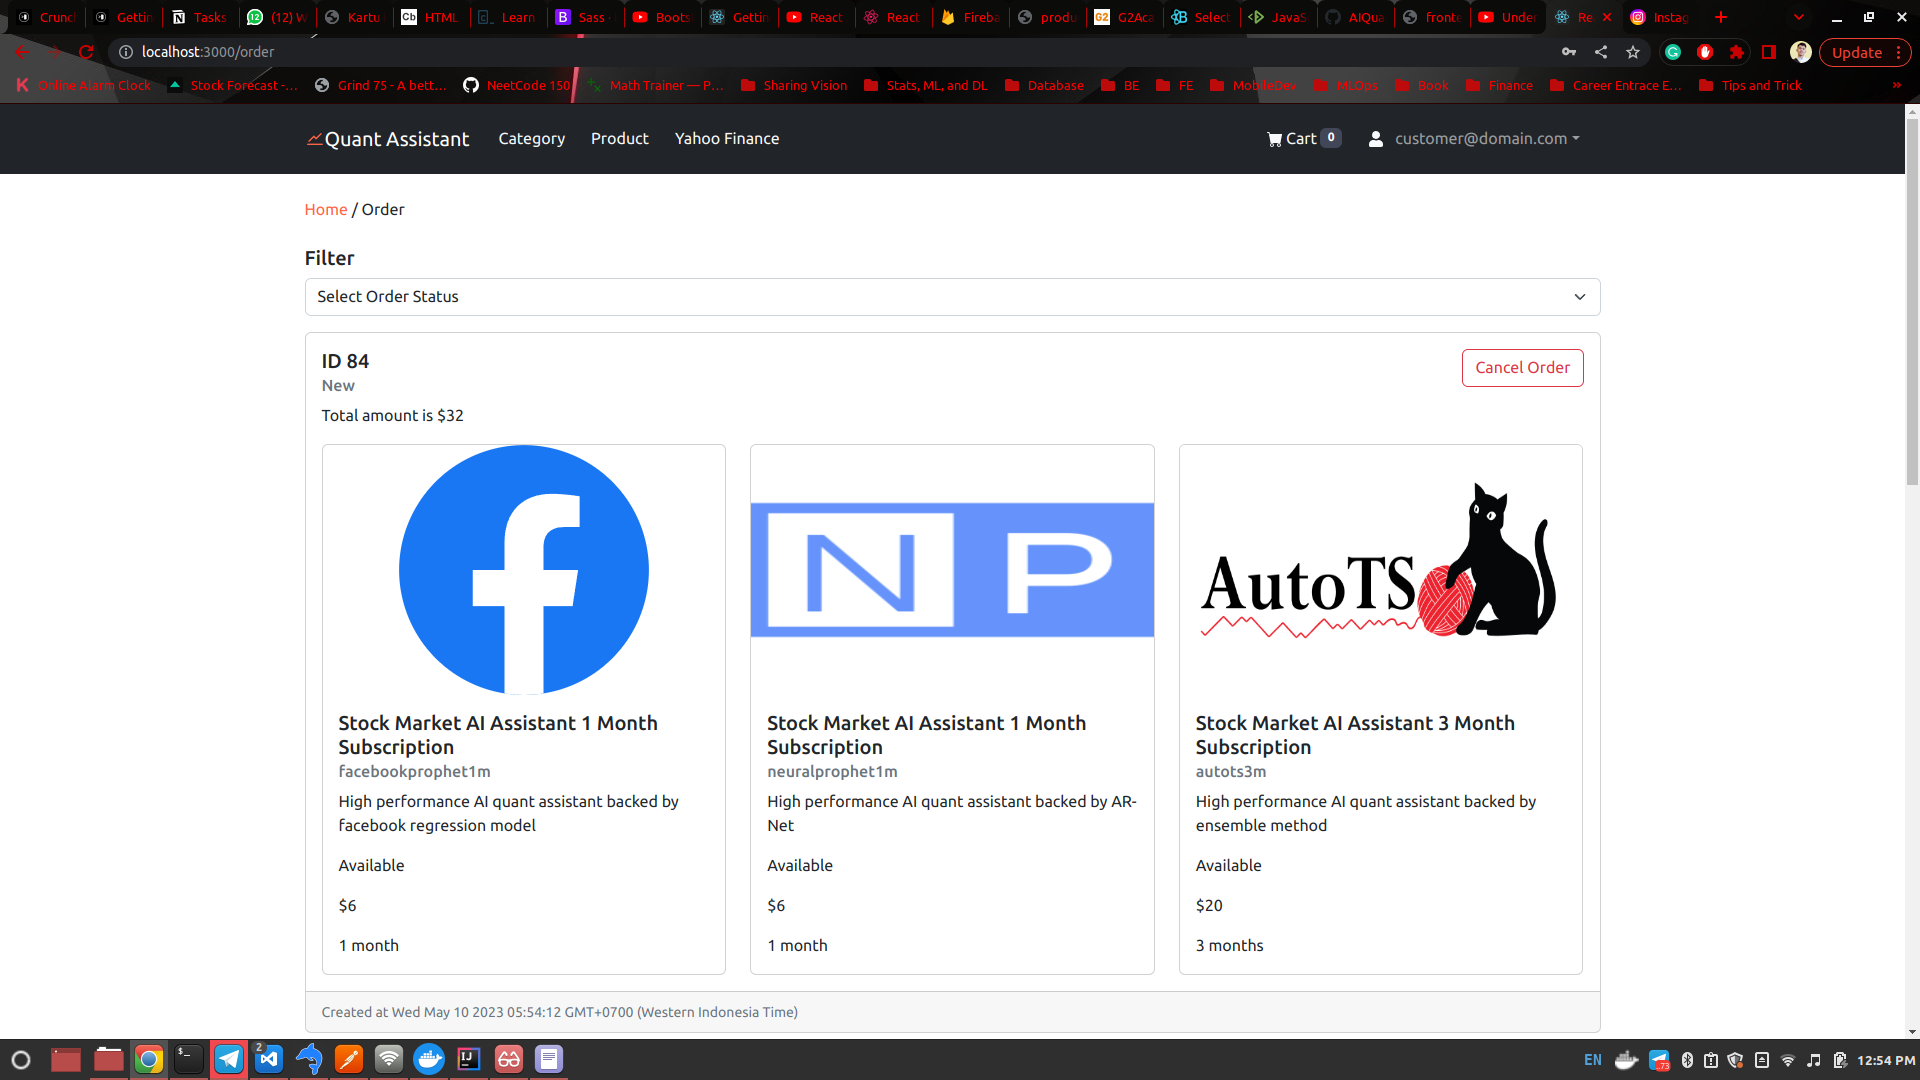 Crunch
Gettin
Tasks
(12) W
Kartu
HTML
Learn
Sass
Boots
Gettin
React
React
Fireba
produ
G2Aca
Select
JavaS
AIQua
fronte
Under
Re
Instag
localhost:3000/order
Update
Online Alarm Clock
Stock Forecast -...
Grind 75 - A bett...
NeetCode 150
Math Trainer — P...
Sharing Vision
Stats, ML, and DL
Database
BE
FE
MobileDev
MLOps
Book
Finance
Career Entrace E...
Tips and Trick
»
Quant Assistant
Category
Product
Yahoo Finance
Cart 0
customer@domain.com
Home / Order
Filter
Select Order Status
ID 84
New
Total amount is $32
Cancel Order
N P
AutoTS
Stock Market AI Assistant 1 Month
Subscription
facebookprophet1m
High performance AI quant assistant backed by
facebook regression model
Available
$6
1 month
Stock Market AI Assistant 1 Month
Subscription
neuralprophet1m
High performance AI quant assistant backed by AR-
Net
Available
$6
1 month
Stock Market AI Assistant 3 Month
Subscription
autots3m
High performance AI quant assistant backed by
ensemble method
Available
$20
3 months
Created at Wed May 10 2023 05:54:12 GMT+0700 (Western Indonesia Time)
2
IJ
EN
73
12:54 PM